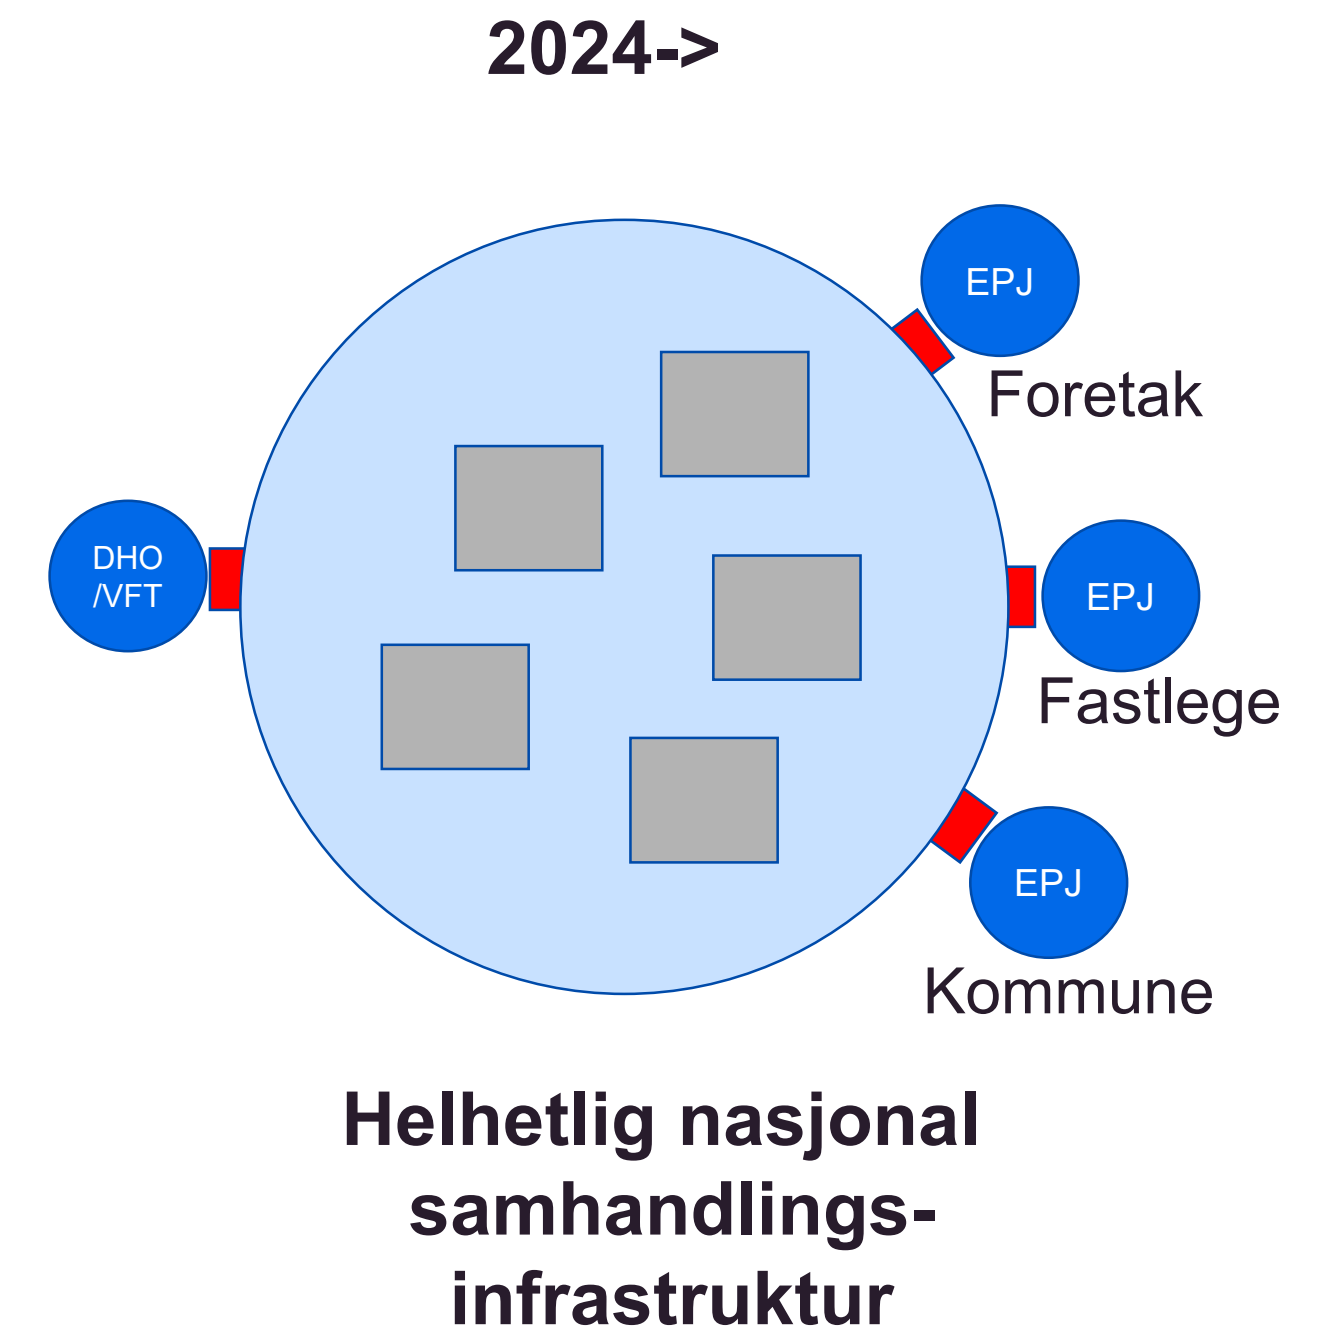 2024->
EPJ
Foretak
DHO
/VFT
EPJ
Fastlege
EPJ
Kommune
Helhetlig nasjonal
samhandlings-
infrastruktur